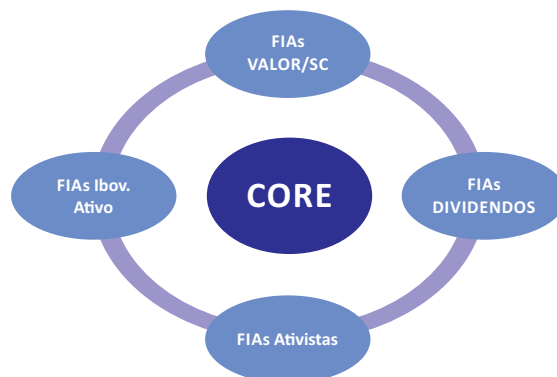 FIAs
VALOR/SC
FIAs Ibov.
Ativo
CORE
FIAs
DIVIDENDOS
FIAs Ativistas